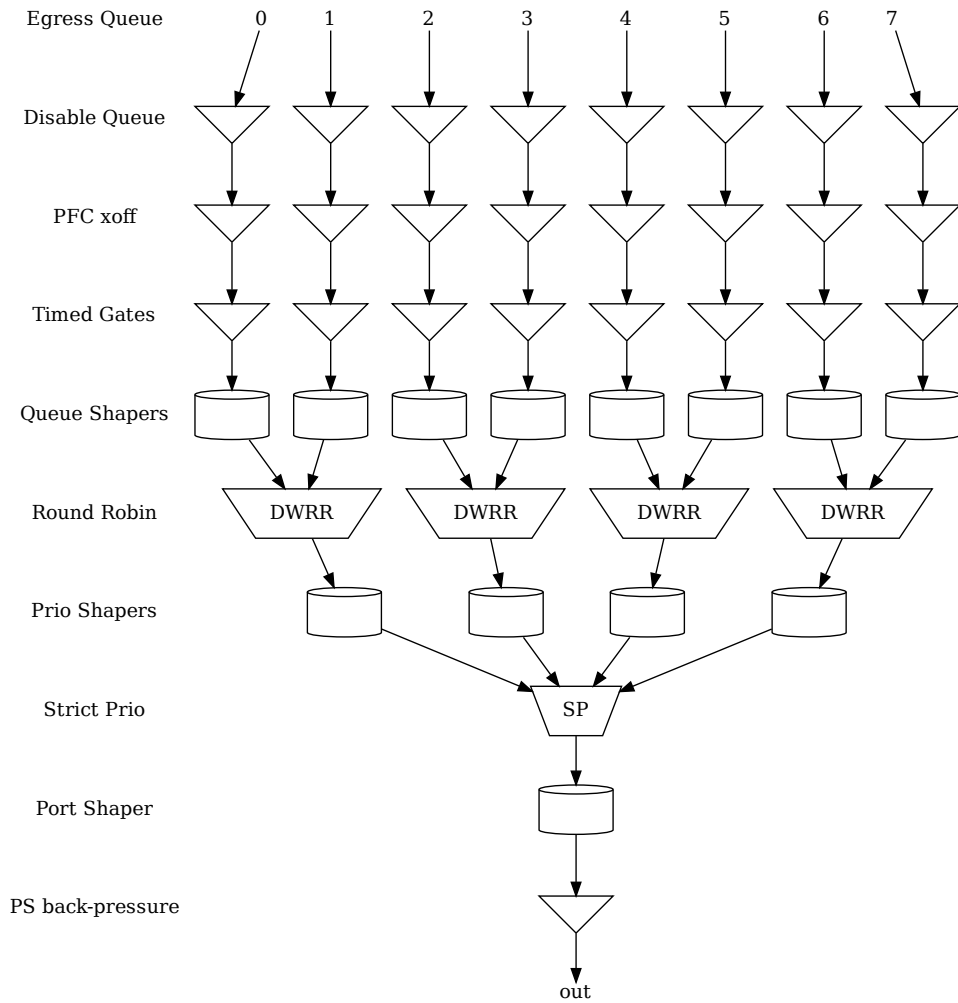 Egress Queue 0 1 2 3 4 5 6 7
Disable Queue
PFC xoff
Timed Gates
Queue Shapers
Round Robin DWRR DWRR DWRR DWRR
Prio Shapers
Strict Prio SP
Port Shaper
PS back-pressure
out